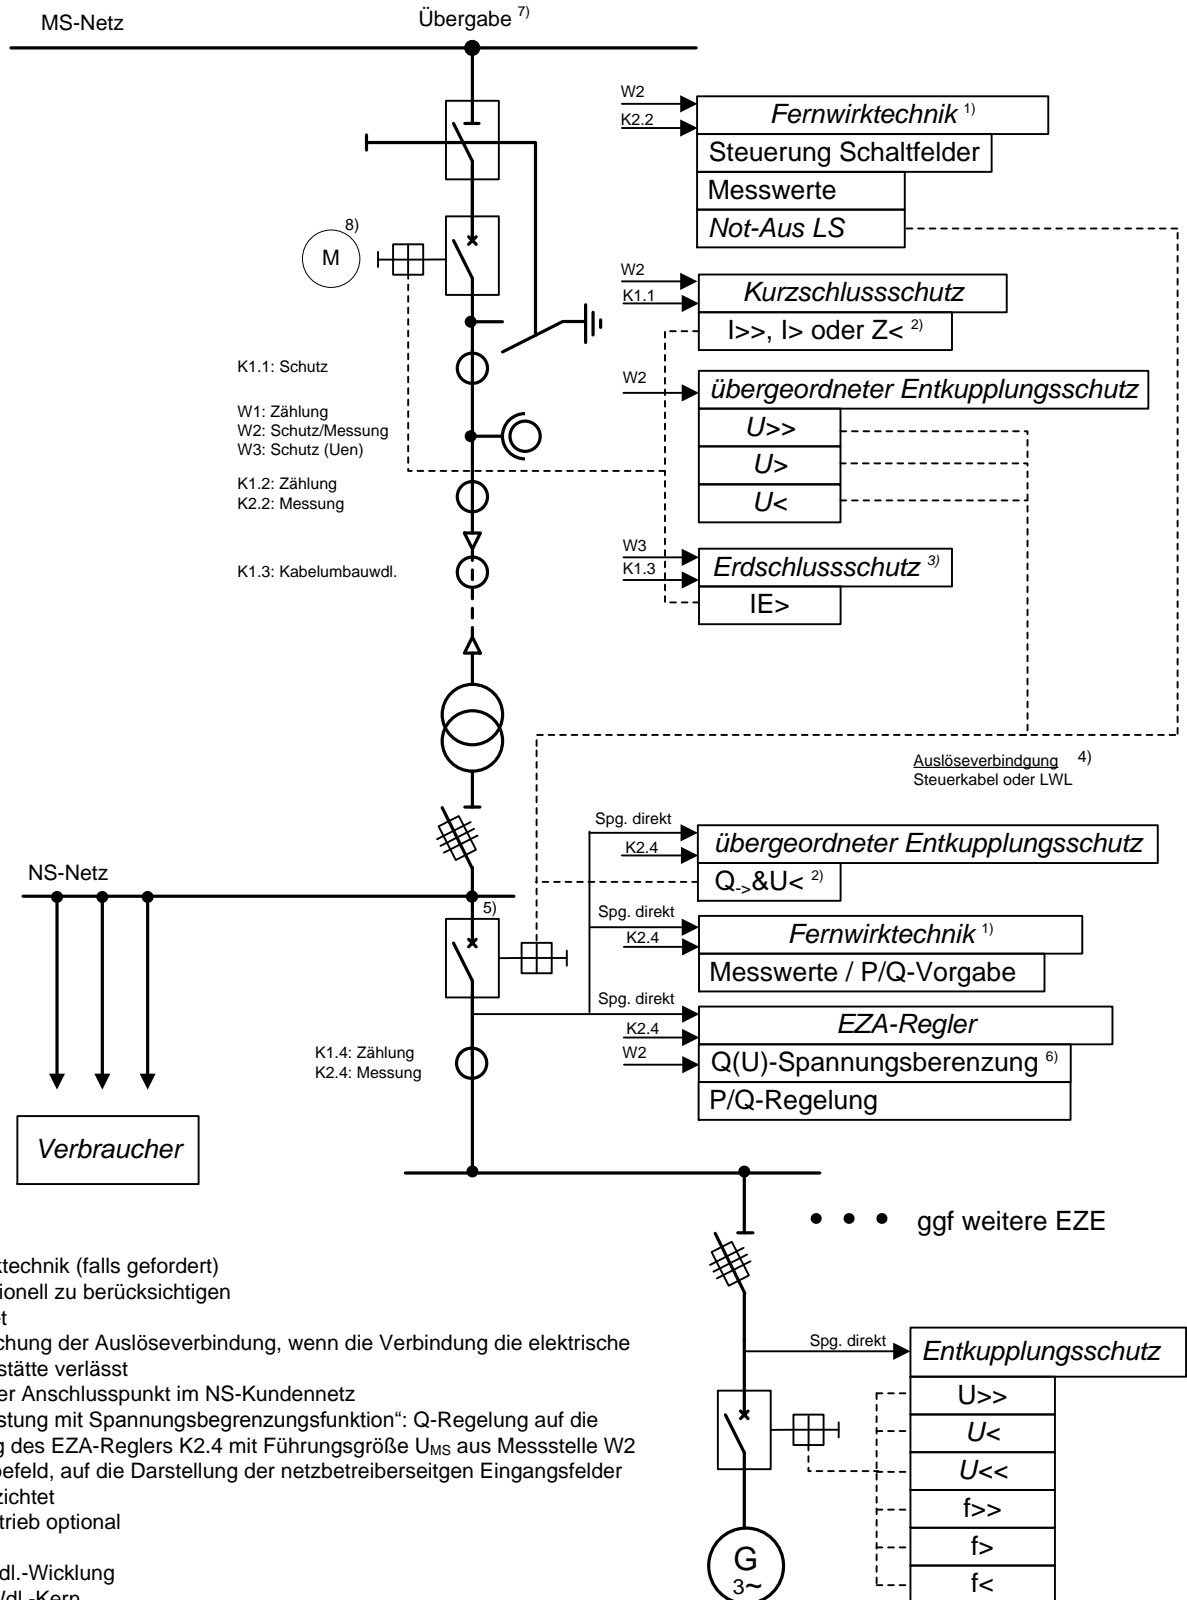 MS-Netz
Übergabe 7)
W2
K2.2
Fernwirktechnik 1)
Steuerung Schaltfelder
Messwerte
Not-Aus LS
8)
M
W2
K1.1
Kurzschlussschutz
I>>, I> oder Z< 2)
K1.1: Schutz
W2
übergeordneter Entkupplungsschutz
U>>
U>
U<
W1: Zählung
W2: Schutz/Messung
W3: Schutz (Uen)
K1.2: Zählung
K2.2: Messung
W3
K1.3
Erdschlussschutz 3)
IE>
K1.3: Kabelumbauwdl.
Auslöseverbindgung 4)
Steuerkabel oder LWL
Spg. direkt
K2.4
übergeordneter Entkupplungsschutz
Q->&U< 2)
NS-Netz
5)
Spg. direkt
K2.4
Fernwirktechnik 1)
Messwerte / P/Q-Vorgabe
Spg. direkt
K2.4
W2
EZA-Regler
Q(U)-Spannungsberenzung 6)
P/Q-Regelung
K1.4: Zählung
K2.4: Messung
Verbraucher
ggf weitere EZE
ktechnik (falls gefordert)
ionell zu berücksichtigen
et
chung der Auslöseverbindung, wenn die Verbindung die elektrische
stätte verlässt
er Anschlusspunkt im NS-Kundennetz
stung mit Spannungsbegrenzungsfunktion“: Q-Regelung auf die
g des EZA-Reglers K2.4 mit Führungsgröße UMS aus Messstelle W2
oefeld, auf die Darstellung der netzbetreiberseitgen Eingangsfelder
zichtet
trieb optional
dl.-Wicklung
Wdl.-Kern
Spg. direkt
Entkupplungsschutz
U>>
U<
U<<
f>>
f>
f<
G
3~